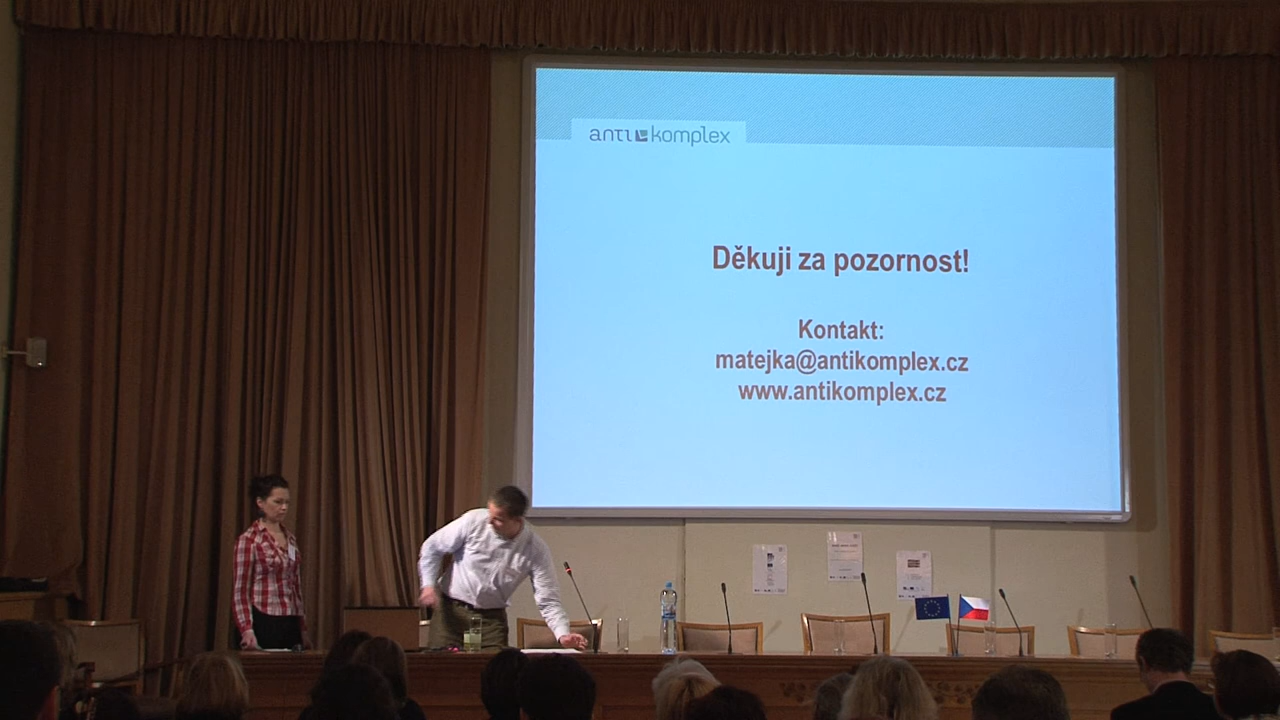 anti komplex
Děkuji za pozornost!
Kontakt:
matejka@antikomplex.cz
www.antikomplex.cz